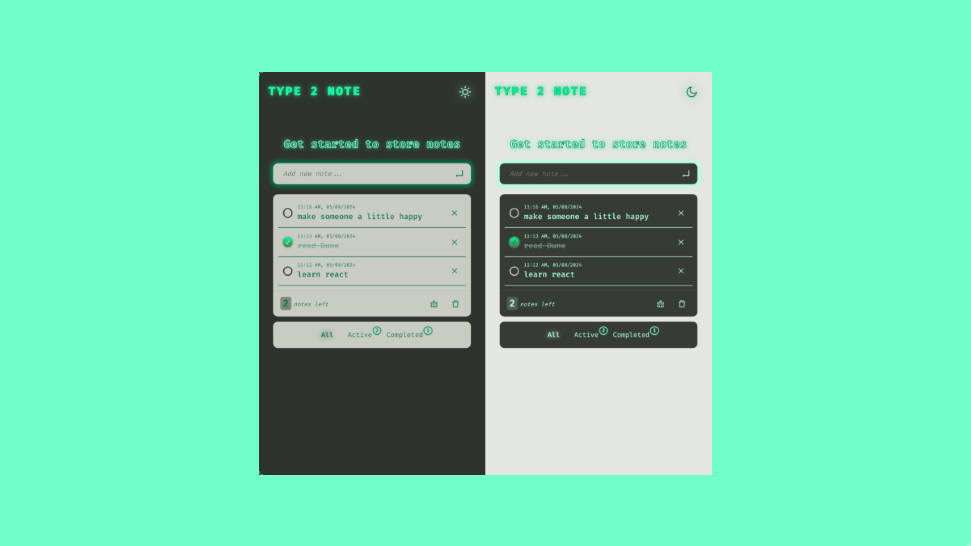 TYPE 2 NOTE
Get started to store notes
Add new note...
11:16 AM, 05/08/2024
make someone a little happy
11:13 AM, 05/08/2024
read Dune
11:12 AM, 05/08/2024
learn react
2 notes left
All Active 2 Completed 1
TYPE 2 NOTE
Get started to store notes
Add new note...
11:16 AM, 05/08/2024
make someone a little happy
11:13 AM, 05/08/2024
read Dune
11:12 AM, 05/08/2024
learn react
2 notes left
All Active 2 Completed 1